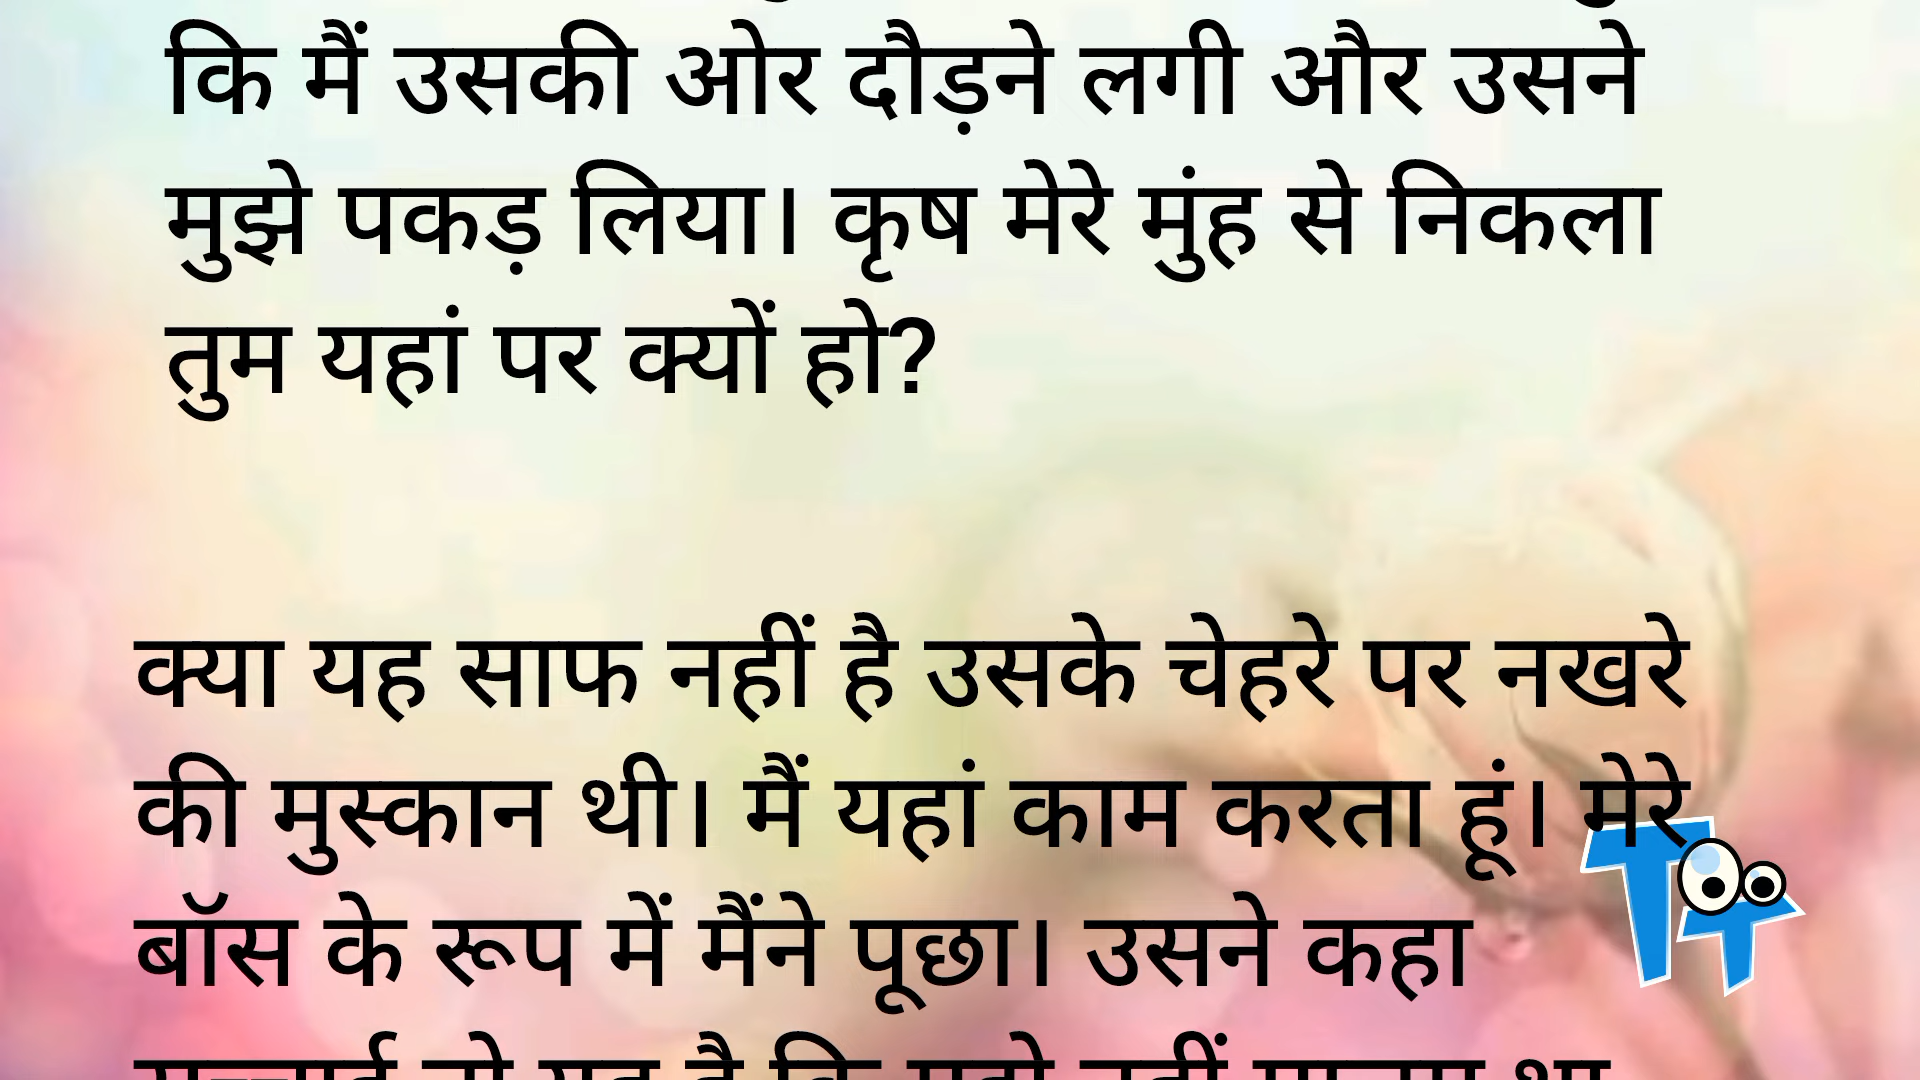 कि मैं उसकी ओर दौड़ने लगी और उसने
मुझे पकड़ लिया। कृष मेरे मुंह से निकला
तुम यहां पर क्यों हो?
क्या यह साफ नहीं है उसके चेहरे पर नखरे
की मुस्कान थी। मैं यहां काम करता हूं। मेरे
बॉस के रूप में मैंने पूछा। उसने कहा